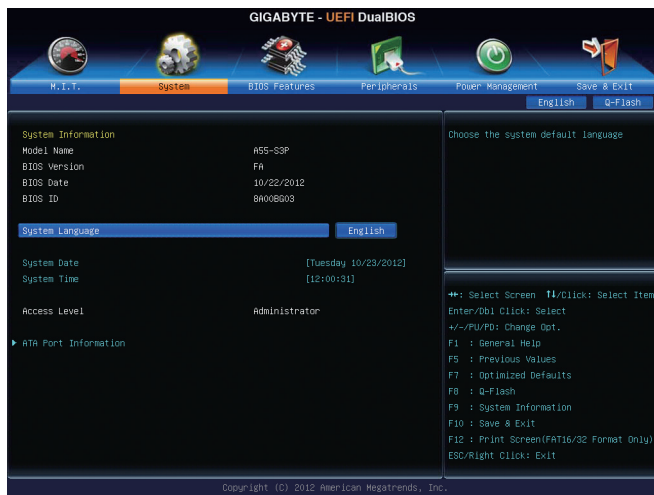 GIGABYTE - UEFI DualBIOS
M.I.T. System BIOS Features Peripherals Power Management Save & Exit
English Q-Flash
System Information
Model Name A55-S3P
BIOS Version FA
BIOS Date 10/22/2012
BIOS ID 8A00BG03
System Language English
System Date [Tuesday 10/23/2012]
System Time [12:00:31]
Access Level Administrator
ATA Port Information
Choose the system default language
→←: Select Screen ↑↓/Click: Select Item
Enter/Dbl Click: Select
+/-/PU/PD: Change Opt.
F1 : General Help
F5 : Previous Values
F7 : Optimized Defaults
F8 : Q-Flash
F9 : System Information
F10 : Save & Exit
F12 : Print Screen(FAT16/32 Format Only)
ESC/Right Click: Exit
Copyright (C) 2012 American Megatrends, Inc.